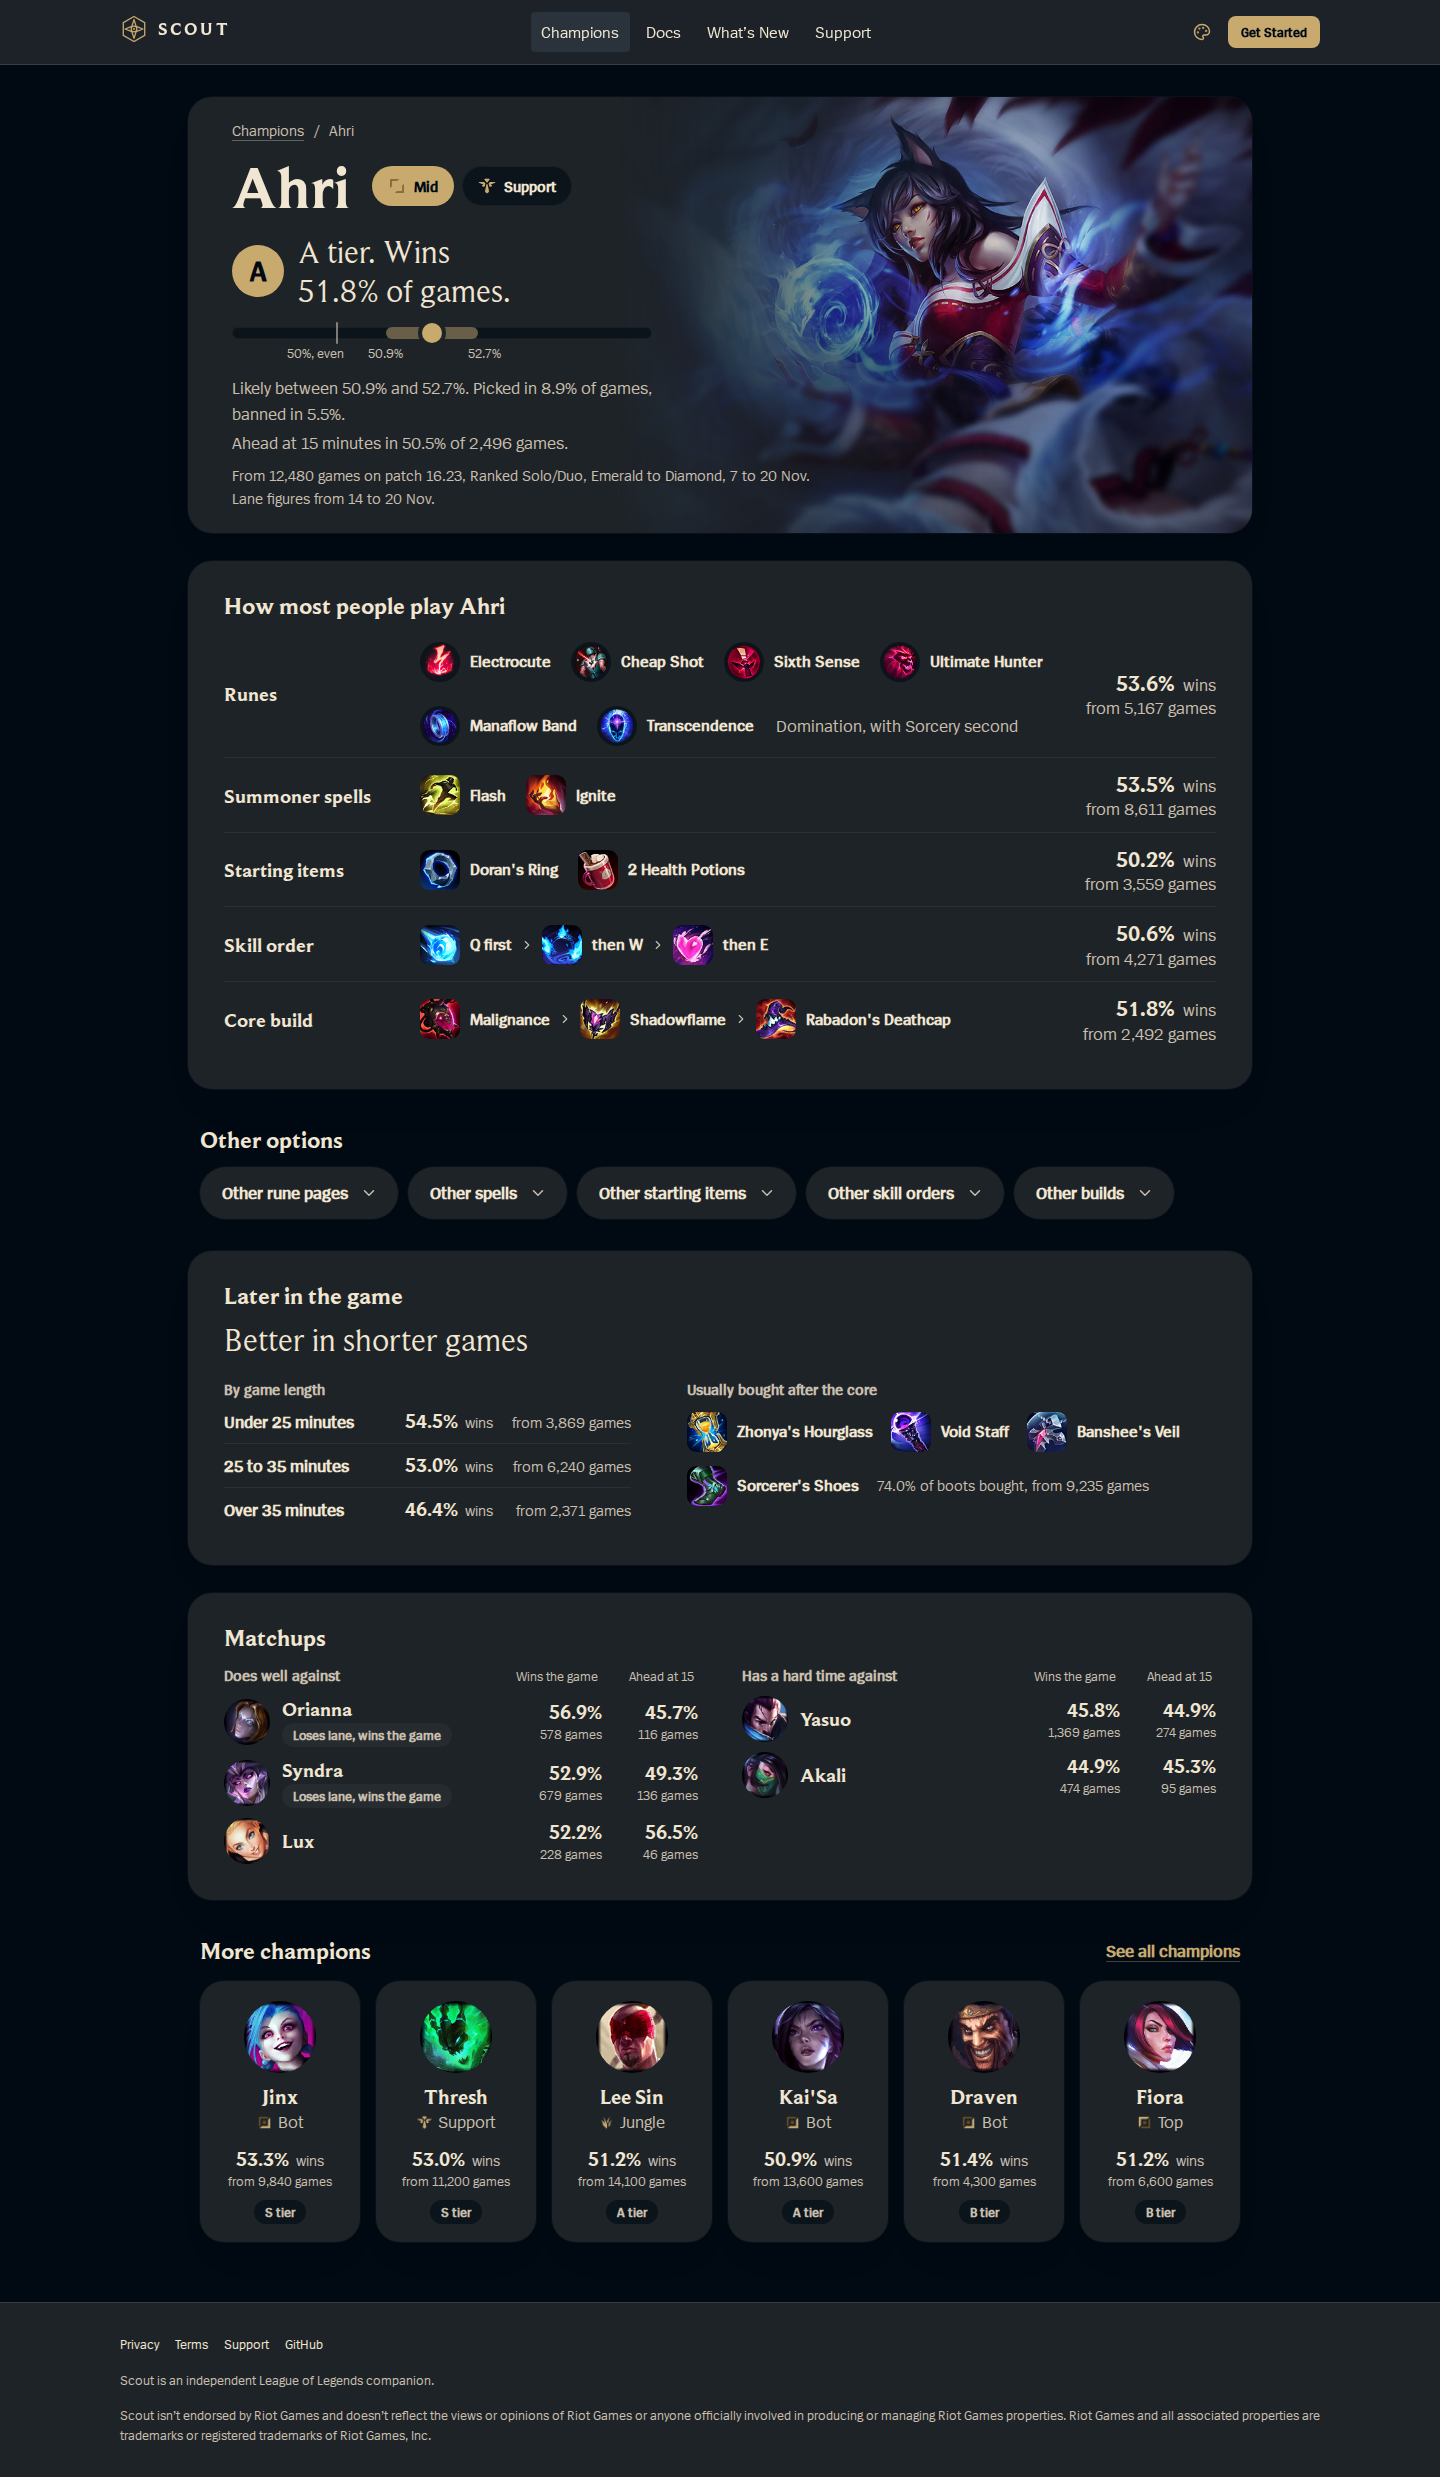 SCOUT
Champions
Docs
What's New
Support
Get Started
Champions / Ahri
Ahri
Mid
Support
A
A tier. Wins
51.8% of games.
50%, even
50.9%
52.7%
Likely between 50.9% and 52.7%. Picked in 8.9% of games,
banned in 5.5%.
Ahead at 15 minutes in 50.5% of 2,496 games.
From 12,480 games on patch 16.23, Ranked Solo/Duo, Emerald to Diamond, 7 to 20 Nov.
Lane figures from 14 to 20 Nov.
How most people play Ahri
Runes
Electrocute
Cheap Shot
Sixth Sense
Ultimate Hunter
Manaflow Band
Transcendence
Domination, with Sorcery second
53.6% wins
from 5,167 games
Summoner spells
Flash
Ignite
53.5% wins
from 8,611 games
Starting items
Doran's Ring
2 Health Potions
50.2% wins
from 3,559 games
Skill order
Q first
then W
then E
50.6% wins
from 4,271 games
Core build
Malignance
Shadowflame
Rabadon's Deathcap
51.8% wins
from 2,492 games
Other options
Other rune pages
Other spells
Other starting items
Other skill orders
Other builds
Later in the game
Better in shorter games
By game length
Under 25 minutes 54.5% wins from 3,869 games
25 to 35 minutes 53.0% wins from 6,240 games
Over 35 minutes 46.4% wins from 2,371 games
Usually bought after the core
Zhonya's Hourglass
Void Staff
Banshee's Veil
Sorcerer's Shoes
74.0% of boots bought, from 9,235 games
Matchups
Does well against Wins the game Ahead at 15
Orianna
Loses lane, wins the game
56.9% 45.7%
578 games 116 games
Syndra
Loses lane, wins the game
52.9% 49.3%
679 games 136 games
Lux
52.2% 56.5%
228 games 46 games
Has a hard time against Wins the game Ahead at 15
Yasuo
45.8% 44.9%
1,369 games 274 games
Akali
44.9% 45.3%
474 games 95 games
More champions
See all champions
Jinx
Bot
53.3% wins
from 9,840 games
S tier
Thresh
Support
53.0% wins
from 11,200 games
S tier
Lee Sin
Jungle
51.2% wins
from 14,100 games
A tier
Kai'Sa
Bot
50.9% wins
from 13,600 games
A tier
Draven
Bot
51.4% wins
from 4,300 games
B tier
Fiora
Top
51.2% wins
from 6,600 games
B tier
Privacy
Terms
Support
GitHub
Scout is an independent League of Legends companion.
Scout isn't endorsed by Riot Games and doesn't reflect the views or opinions of Riot Games or anyone officially involved in producing or managing Riot Games properties. Riot Games and all associated properties are
trademarks or registered trademarks of Riot Games, Inc.